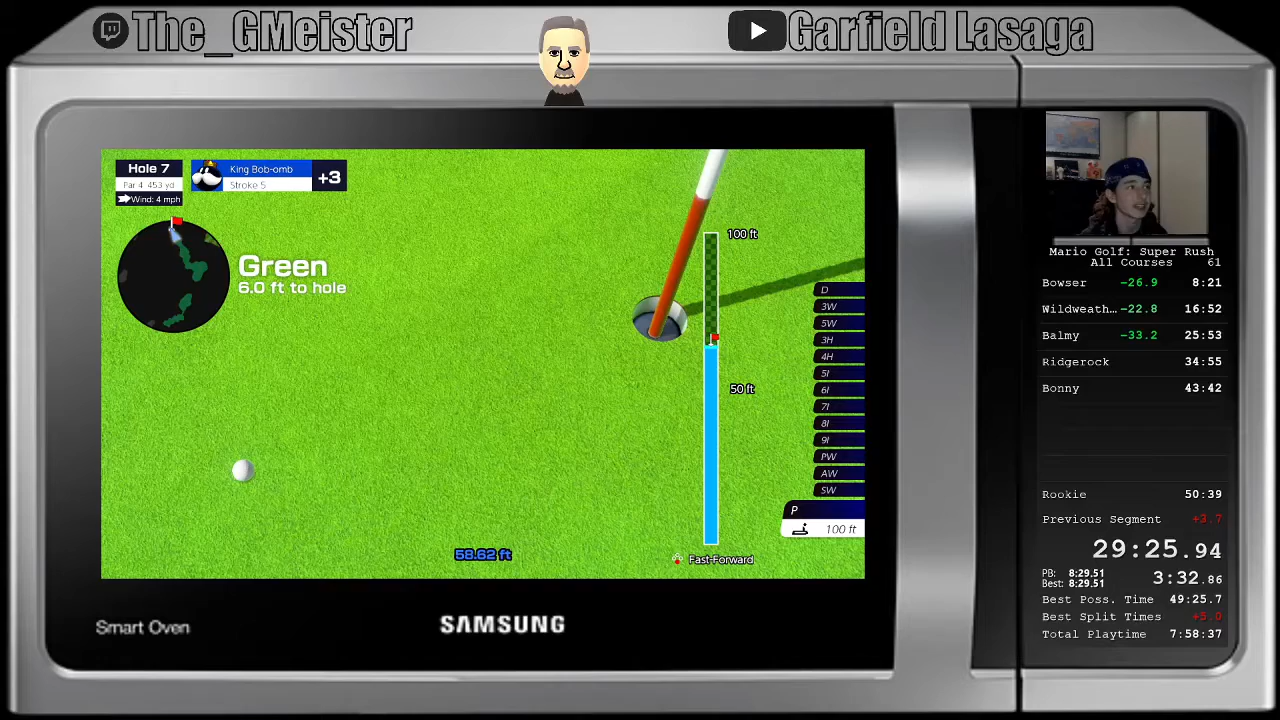 The_GMeister
Garfield Lasaga
Hole 7
Par 4 453 yd
Wind: 4 mph
King Bob-omb
Stroke 5
+3
Green
6.0 ft to hole
100 ft
50 ft
D
3W
5W
3H
4H
5I
6I
7I
8I
9I
PW
AW
SW
P
100 ft
58.62 ft
Fast-Forward
Smart Oven
SAMSUNG
Mario Golf: Super Rush
All Courses 61
Bowser -26.9 8:21
Wildweath... -22.8 16:52
Balmy -33.2 25:53
Ridgerock 34:55
Bonny 43:42
Rookie 50:39
Previous Segment +3.7
29:25.94
PB: 8:29.51
Best: 8:29.51
3:32.86
Best Poss. Time 49:25.7
Best Split Times +5.0
Total Playtime 7:58:37